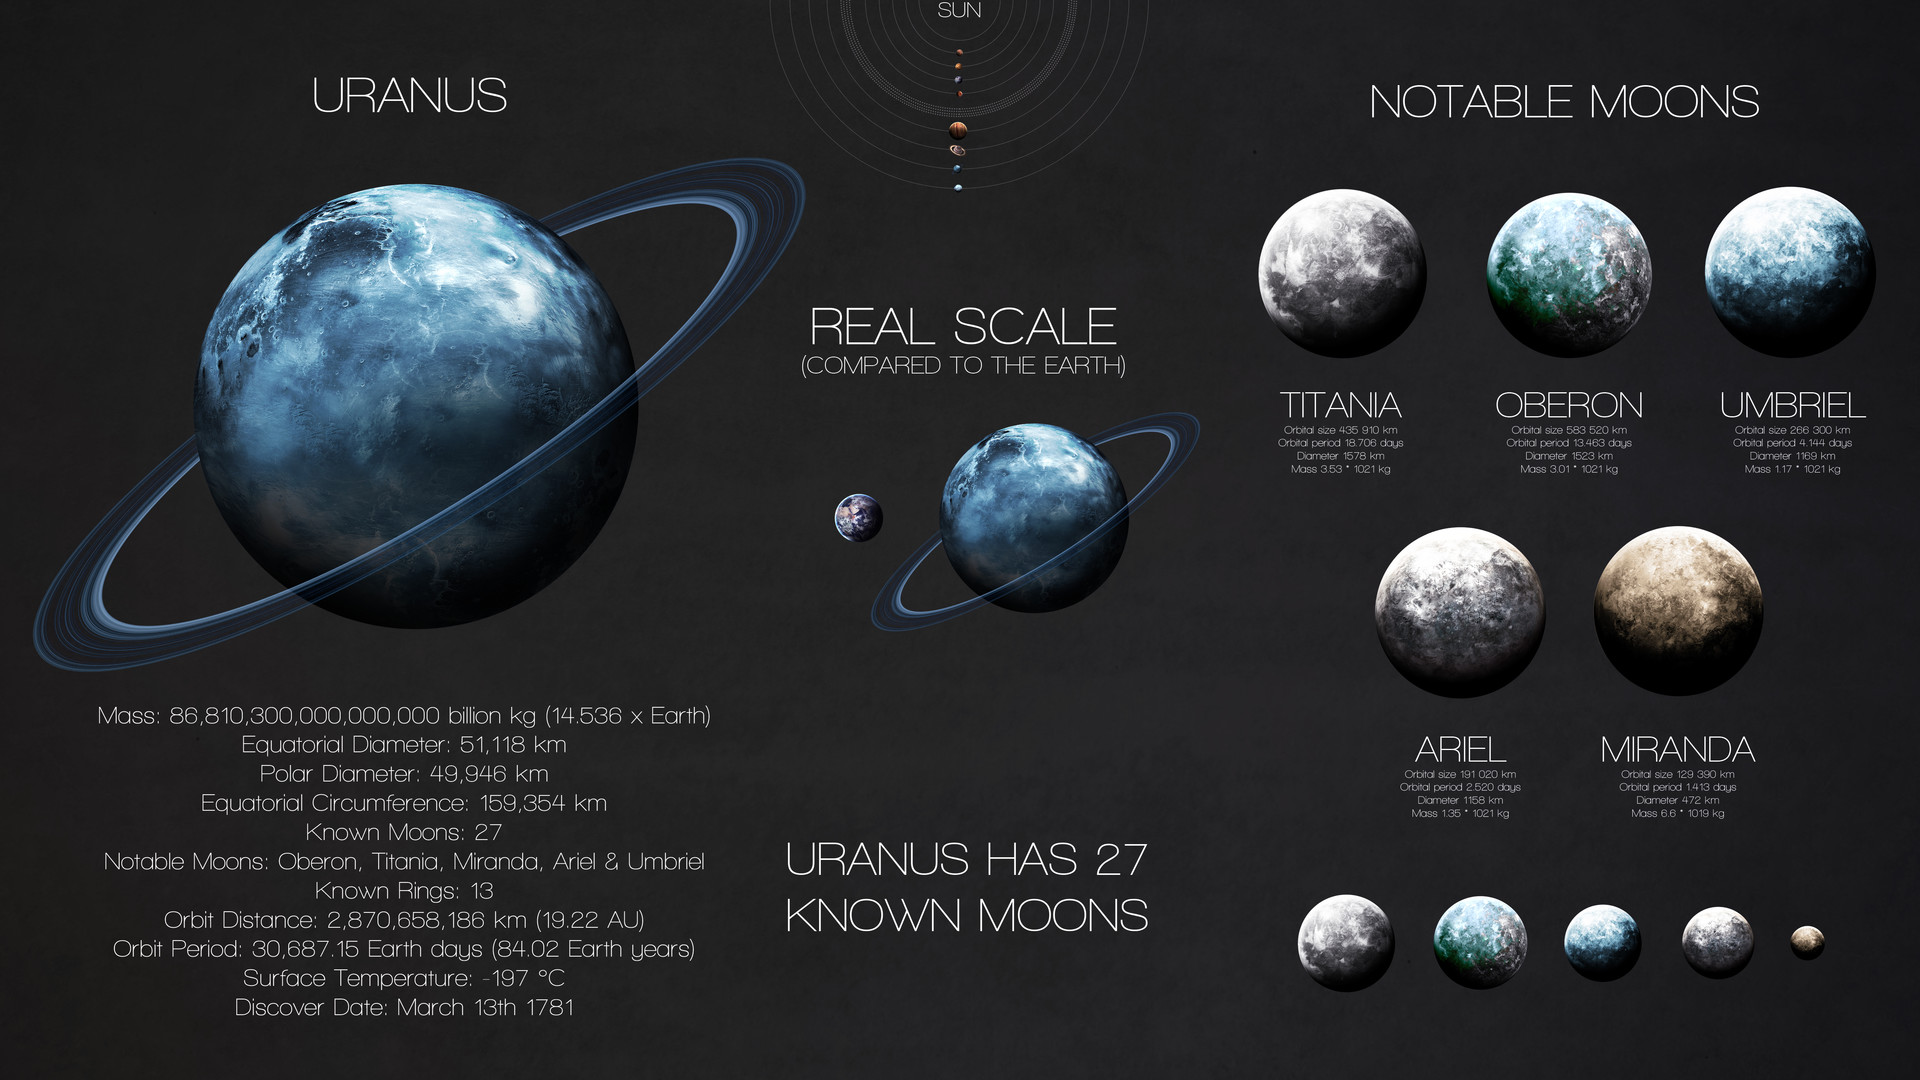 SUN
URANUS
Mass: 86,810,300,000,000,000 billion kg (14.536 x Earth)
Equatorial Diameter: 51,118 km
Polar Diameter: 49,946 km
Equatorial Circumference: 159,354 km
Known Moons: 27
Notable Moons: Oberon, Titania, Miranda, Ariel & Umbriel
Known Rings: 13
Orbit Distance: 2,870,658,186 km (19.22 AU)
Orbit Period: 30,687.15 Earth days (84.02 Earth years)
Surface Temperature: -197 °C
Discover Date: March 13th 1781
REAL SCALE
(COMPARED TO THE EARTH)
URANUS HAS 27
KNOWN MOONS
NOTABLE MOONS
TITANIA
Orbital size 435 910 km
Orbital period 18.706 days
Diameter 1578 km
Mass 3.53 * 1021 kg
OBERON
Orbital size 583 520 km
Orbital period 13.463 days
Diameter 1523 km
Mass 3.01 * 1021 kg
UMBRIEL
Orbital size 266 300 km
Orbital period 4.144 days
Diameter 1169 km
Mass 1.17 * 1021 kg
ARIEL
Orbital size 191 020 km
Orbital period 2.520 days
Diameter 1158 km
Mass 1.35 * 1021 kg
MIRANDA
Orbital size 129 390 km
Orbital period 1.413 days
Diameter 472 km
Mass 6.6 * 1019 kg